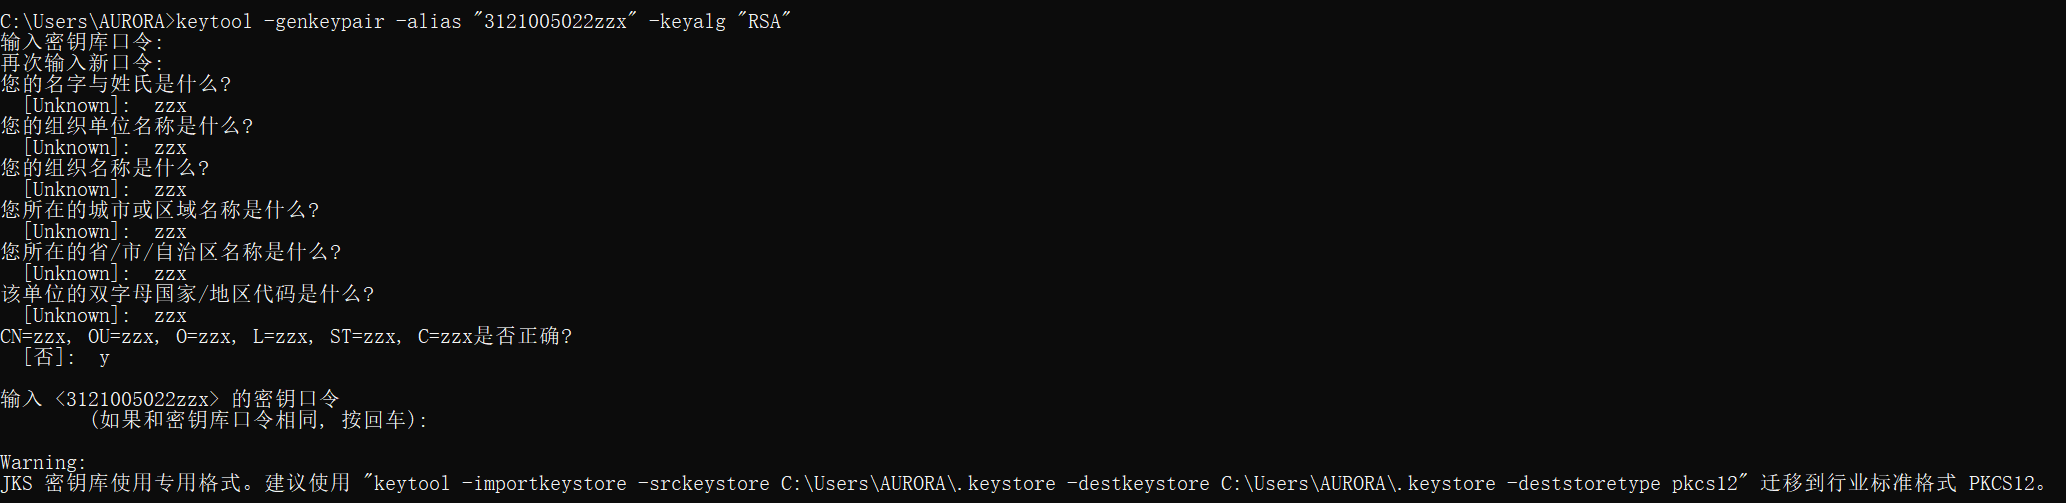 C:\Users\AURORA>keytool -genkeypair -alias "3121005022zzx" -keyalg "RSA"
输入密钥库口令:
再次输入新口令:
您的名字与姓氏是什么?
  [Unknown]:  zzx
您的组织单位名称是什么?
  [Unknown]:  zzx
您的组织名称是什么?
  [Unknown]:  zzx
您所在的城市或区域名称是什么?
  [Unknown]:  zzx
您所在的省/市/自治区名称是什么?
  [Unknown]:  zzx
该单位的双字母国家/地区代码是什么?
  [Unknown]:  zzx
CN=zzx, OU=zzx, O=zzx, L=zzx, ST=zzx, C=zzx是否正确?
  [否]:  y
输入 <3121005022zzx> 的密钥口令
        (如果和密钥库口令相同, 按回车):
Warning:
JKS 密钥库使用专用格式。建议使用 "keytool -importkeystore -srckeystore C:\Users\AURORA\.keystore -destkeystore C:\Users\AURORA\.keystore -deststoretype pkcs12" 迁移到行业标准格式 PKCS12。